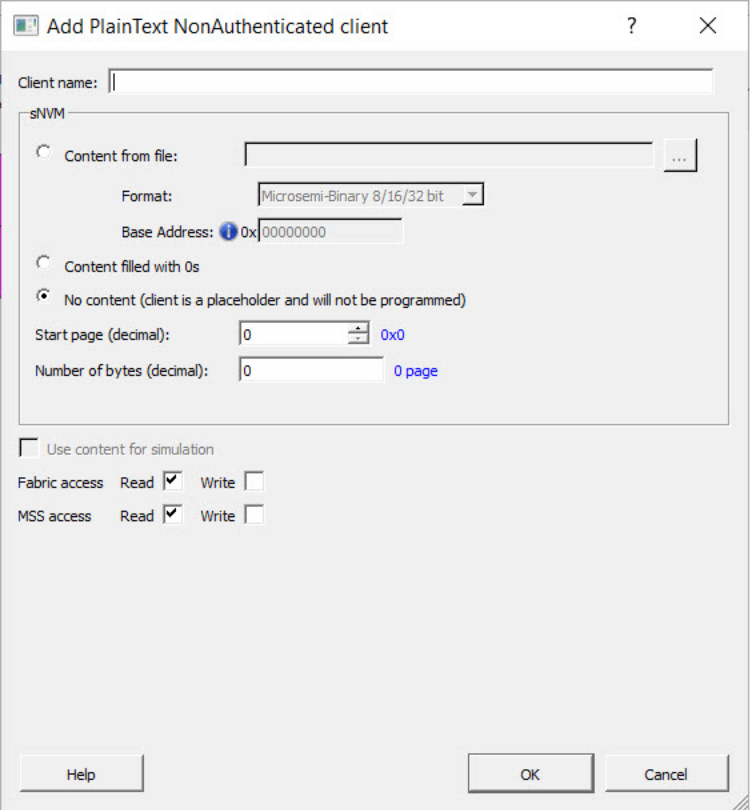 Add PlainText NonAuthenticated client ?
Client name:
sNVM
Content from file: ...
Format: Microsemi-Binary 8/16/32 bit
Base Address: i 0x 00000000
Content filled with 0s
No content (client is a placeholder and will not be programmed)
Start page (decimal): 0 0x0
Number of bytes (decimal): 0 0 page
Use content for simulation
Fabric access Read Write
MSS access Read Write
Help OK Cancel